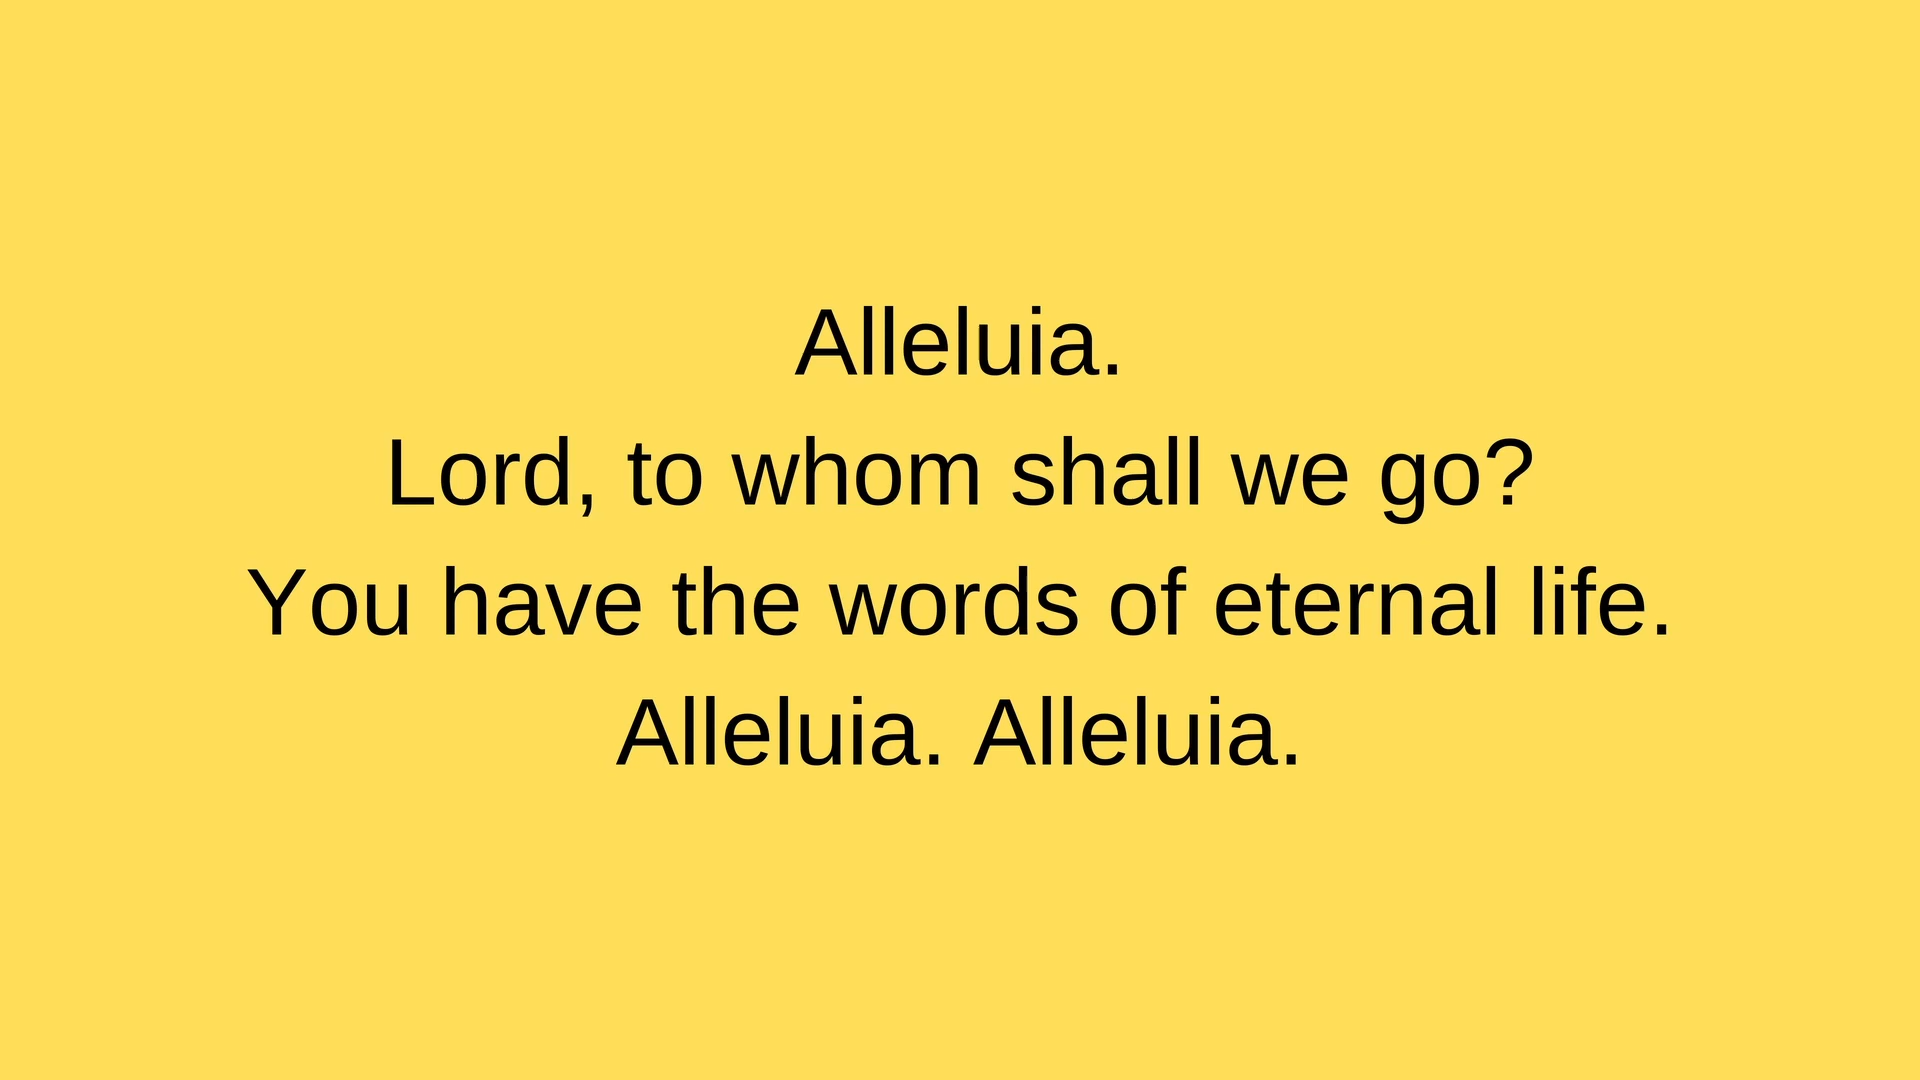 Alleluia.
Lord, to whom shall we go?
You have the words of eternal life.
Alleluia. Alleluia.